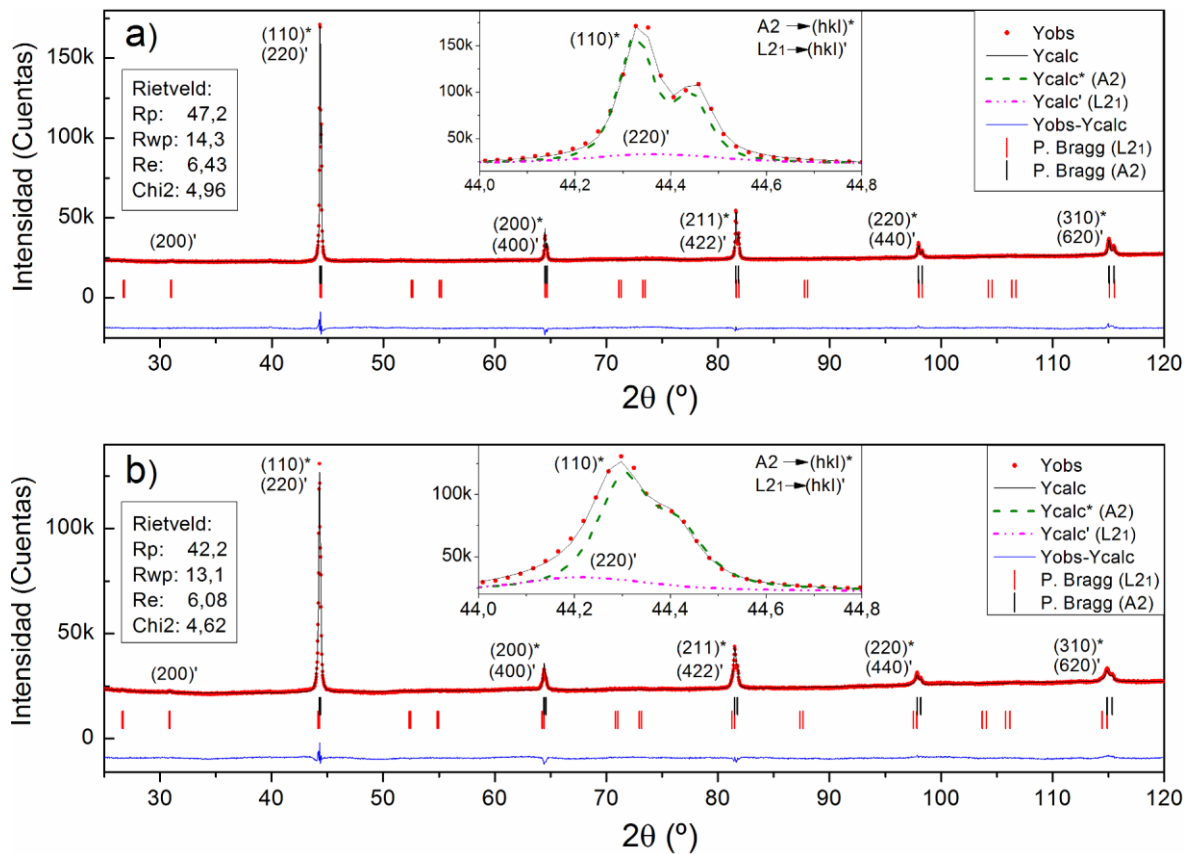 a)
(110)*
(220)'
Rietveld:
Rp: 47,2
Rwp: 14,3
Re: 6,43
Chi2: 4,96
(200)'
(200)*
(400)'
(211)*
(422)'
(220)*
(440)'
(310)*
(620)'
150k
100k
50k
(110)*
(220)'
A2 →(hkl)*
L21→(hkl)'
44,0 44,2 44,4 44,6 44,8
Yobs
Ycalc
Ycalc* (A2)
Ycalc' (L21)
Yobs-Ycalc
P. Bragg (L21)
P. Bragg (A2)
Intensidad (Cuentas)
150k
100k
50k
0
25 30 40 50 60 70 80 90 100 110 120
2θ (º)
b)
(110)*
(220)'
Rietveld:
Rp: 42,2
Rwp: 13,1
Re: 6,08
Chi2: 4,62
(200)'
(200)*
(400)'
(211)*
(422)'
(220)*
(440)'
(310)*
(620)'
100k
50k
(110)*
(220)'
A2 →(hkl)*
L21→(hkl)'
44,0 44,2 44,4 44,6 44,8
Yobs
Ycalc
Ycalc* (A2)
Ycalc' (L21)
Yobs-Ycalc
P. Bragg (L21)
P. Bragg (A2)
Intensidad (Cuentas)
100k
50k
0
30 40 50 60 70 80 90 100 110 120
2θ (º)